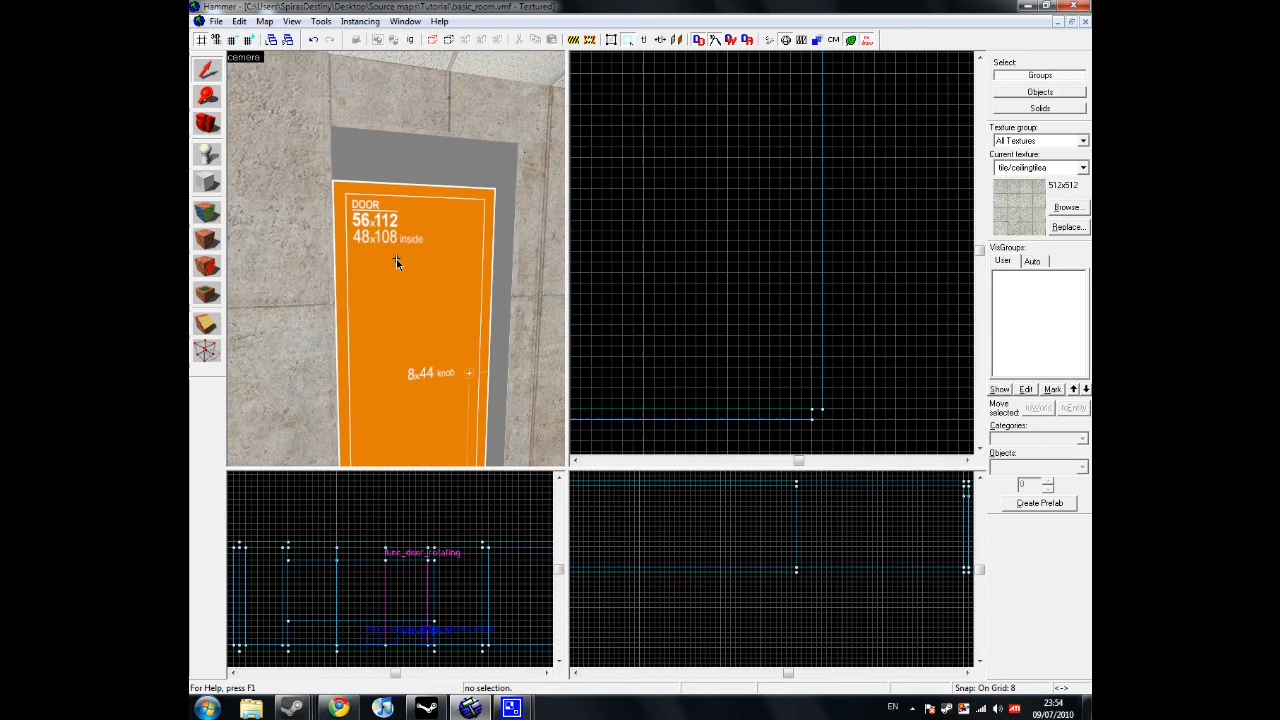 Hammer - [C:\Users\SpirasDestiny\Desktop\Source maps\Tutorial\basic_room.vmf - Textured]
File Edit Map View Tools Instancing Window Help
camera
Select:
Groups
Objects
Solids
Texture group:
All Textures
Current texture:
tile/ceilingtilea
512x512
Browse...
Replace...
VisGroups:
User Auto
Show Edit Mark
Move selected: toWorld toEntity
Categories:
Objects:
0
Create Prefab
DOOR
56x112
48x108 inside
8x44 knob
func_door_rotating
For Help, press F1
no selection.
Snap: On Grid: 8 <->
EN
23:54
09/07/2010